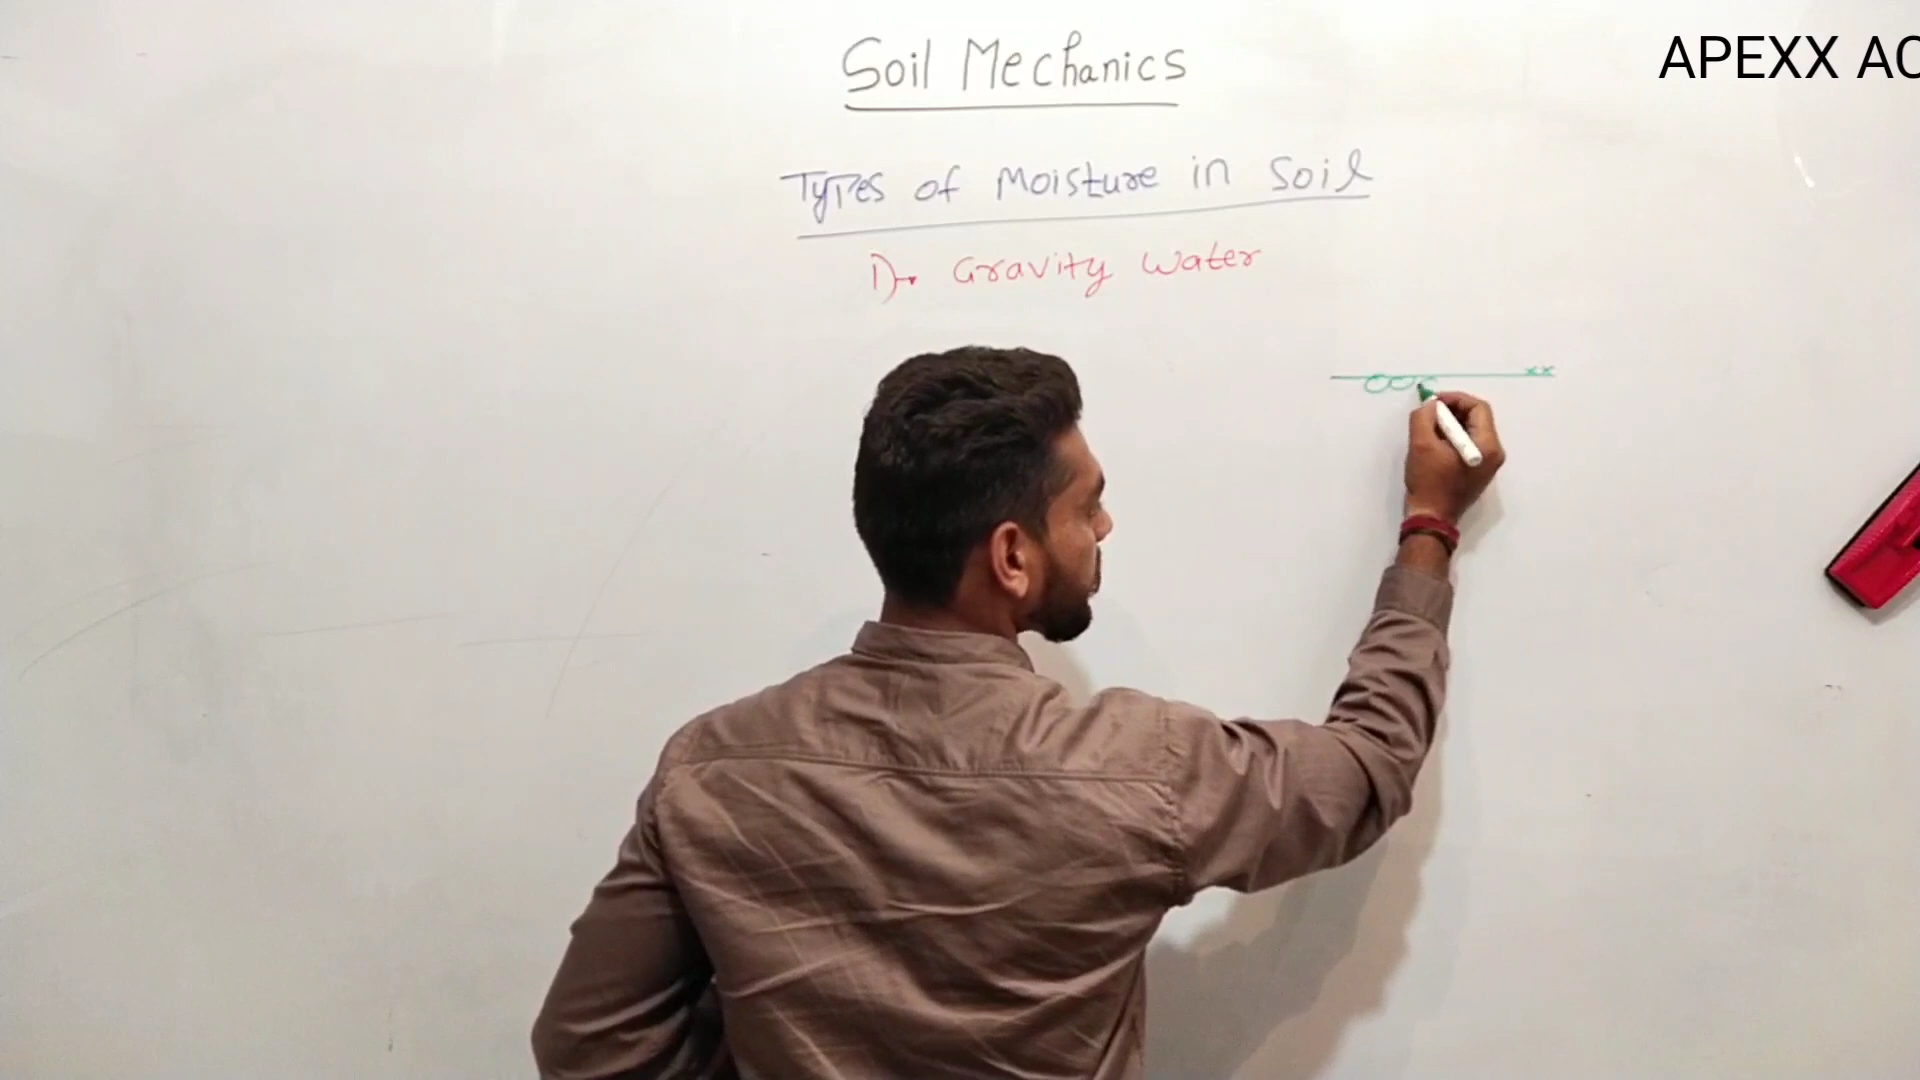 Soil Mechanics
APEXX AC
Types of Moisture in Soil
1) Gravity Water